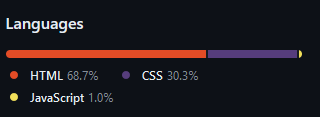 Languages
HTML 68.7% CSS 30.3%
JavaScript 1.0%